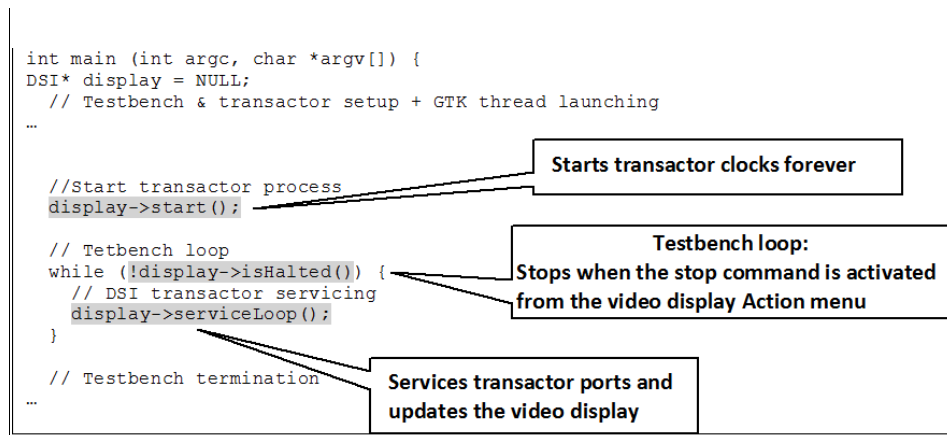 int main (int argc, char *argv[]) {
DSI* display = NULL;
// Testbench & transactor setup + GTK thread launching
…
Starts transactor clocks forever
//Start transactor process
display->start();
// Tetbench loop
while (!display->isHalted()) {
// DSI transactor servicing
display->serviceLoop();
}
Testbench loop:
Stops when the stop command is activated
from the video display Action menu
// Testbench termination
…
Services transactor ports and
updates the video display